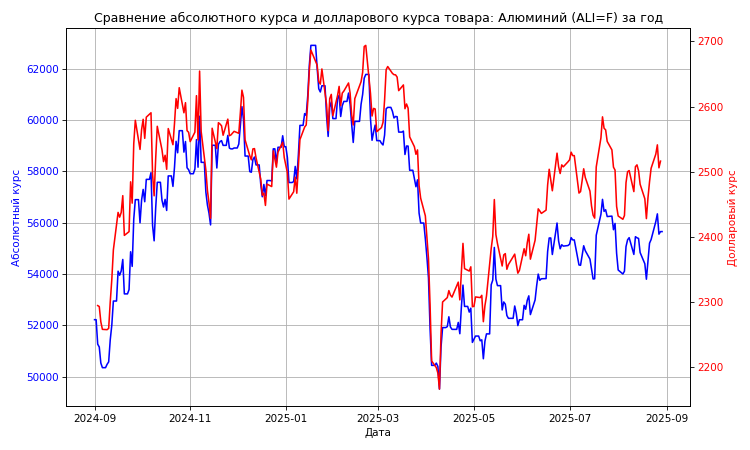 Сравнение абсолютного курса и долларового курса товара: Алюминий (ALI=F) за год
Абсолютный курс
62000
60000
58000
56000
54000
52000
50000
2700
2600
2500
2400
2300
2200
Долларовый курс
2024-09 2024-11 2025-01 2025-03 2025-05 2025-07 2025-09
Дата